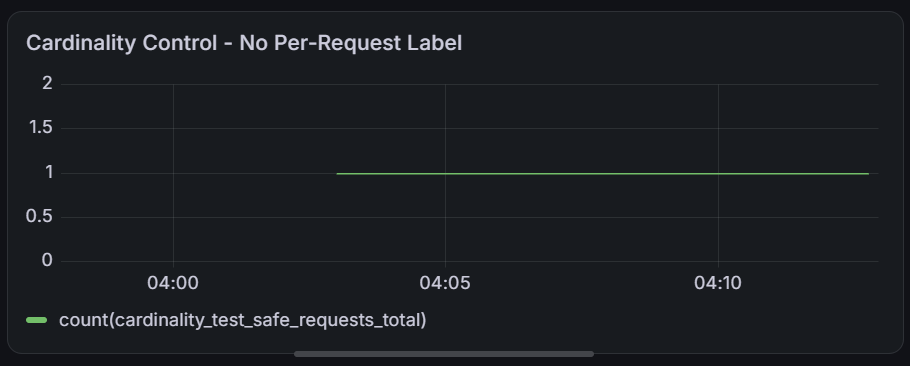 Cardinality Control - No Per-Request Label
2
1.5
1
0.5
0
04:00 04:05 04:10
count(cardinality_test_safe_requests_total)